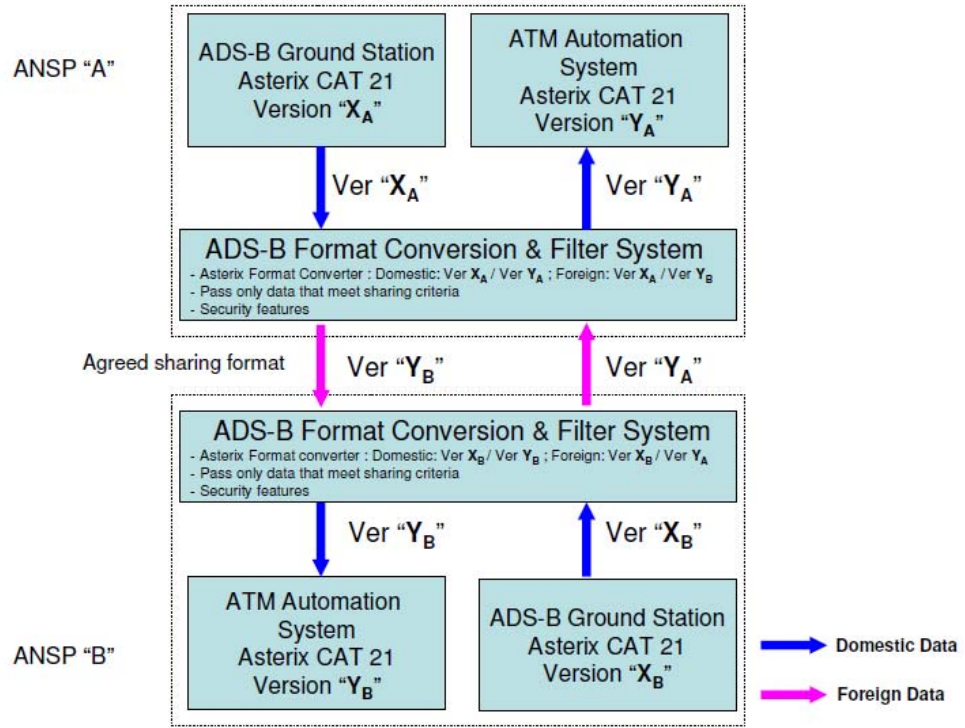 ANSP “A”
ADS-B Ground Station
Asterix CAT 21
Version “XA”
ATM Automation
System
Asterix CAT 21
Version “YA”
Ver “XA”
Ver “YA”
ADS-B Format Conversion & Filter System
- Asterix Format Converter : Domestic: Ver XA / Ver YA ; Foreign: Ver XA / Ver YB
- Pass only data that meet sharing criteria
- Security features
Agreed sharing format
Ver “YB”
Ver “YA”
ADS-B Format Conversion & Filter System
- Asterix Format converter : Domestic: Ver XB / Ver YB ; Foreign: Ver XB / Ver YA
- Pass only data that meet sharing criteria
- Security features
Ver “YB”
Ver “XB”
ANSP “B”
ATM Automation
System
Asterix CAT 21
Version “YB”
ADS-B Ground Station
Asterix CAT 21
Version “XB”
Domestic Data
Foreign Data